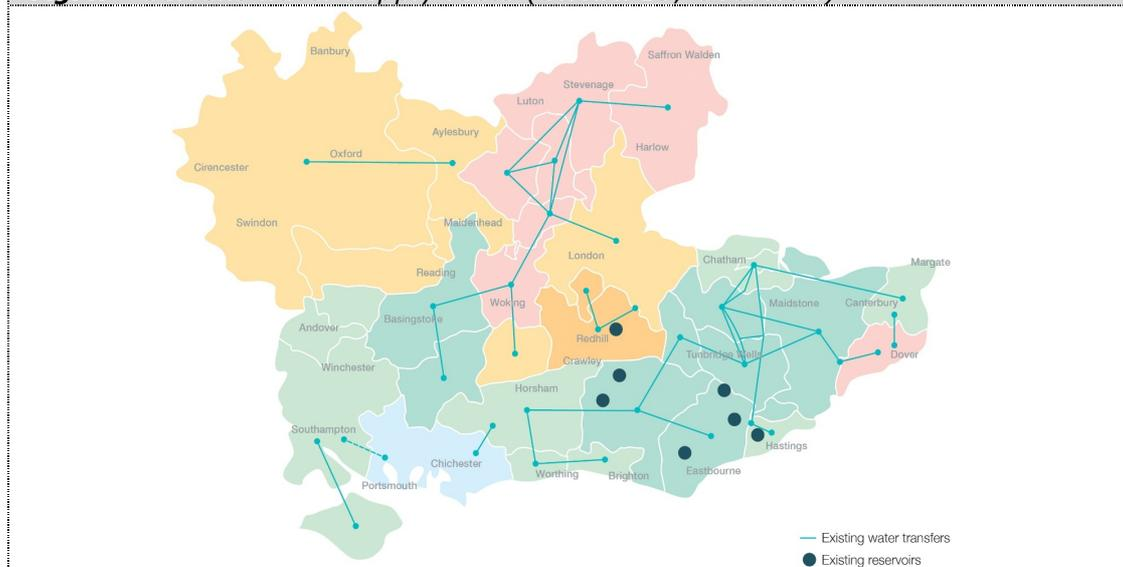 Banbury
Saffron Walden
Stevenage
Luton
Aylesbury
Harlow
Oxford
Cirencester
Swindon
Maidenhead
London
Chatham
Margate
Reading
Woking
Maidstone
Canterbury
Basingstoke
Andover
Redhill
Tunbridge Wells
Dover
Crawley
Winchester
Horsham
Southampton
Hastings
Chichester
Eastbourne
Worthing
Brighton
Portsmouth
Existing water transfers
Existing reservoirs